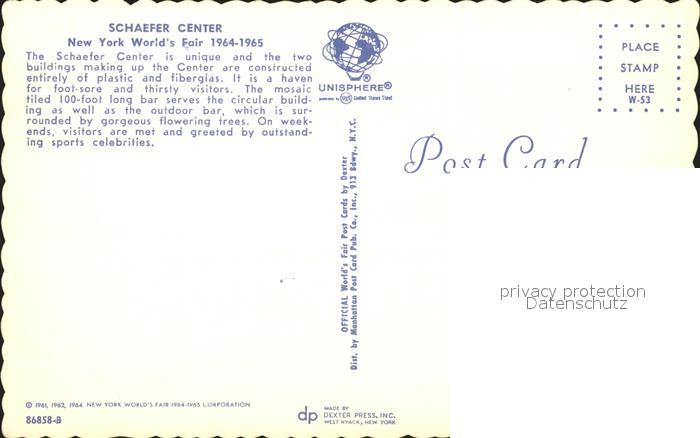 SCHAEFER CENTER
New York World's Fair 1964-1965
The Schaefer Center is unique and the two
buildings making up the Center are constructed
entirely of plastic and fiberglas. It is a haven
for foot-sore and thirsty visitors. The mosaic
tiled 100-foot long bar serves the circular build-
ing as well as the outdoor bar, which is sur-
rounded by gorgeous flowering trees. On week-
ends, visitors are met and greeted by outstand-
ing sports celebrities.
UNISPHERE®
presented by USS United States Steel
PLACE
STAMP
HERE
W-53
Post Card
OFFICIAL World's Fair Post Cards by Dexter
Dist. by Manhattan Post Card Pub. Co., Inc., 913 Bdwy., N.Y.C.
privacy protection
Datenschutz
© 1961, 1962, 1964 NEW YORK WORLD'S FAIR 1964-1965 CORPORATION
86858-B
dp
MADE BY
DEXTER PRESS, INC.
WEST NYACK, NEW YORK